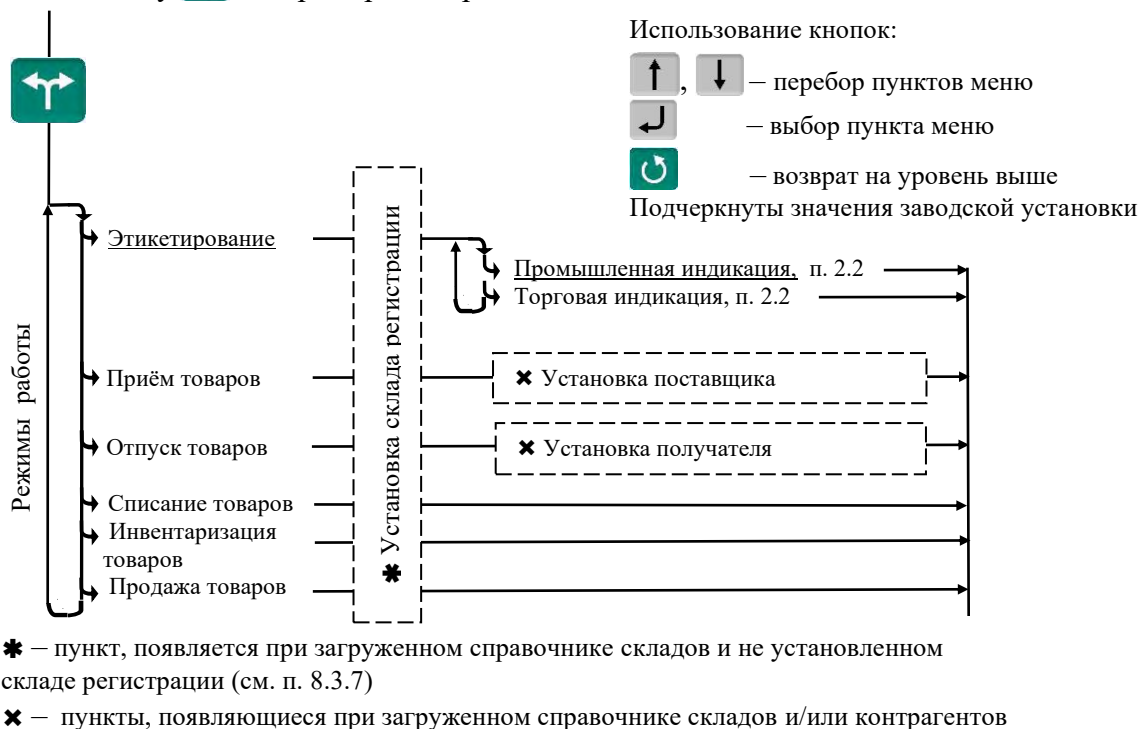 Использование кнопок:
, – перебор пунктов меню
– выбор пункта меню
– возврат на уровень выше
Подчеркнуты значения заводской установки
Режимы работы
Этикетирование
Приём товаров
Отпуск товаров
Списание товаров
Инвентаризация
товаров
Продажа товаров
✱ Установка склада регистрации
Промышленная индикация, п. 2.2
Торговая индикация, п. 2.2
✖ Установка поставщика
✖ Установка получателя
✱ – пункт, появляется при загруженном справочнике складов и не установленном
складе регистрации (см. п. 8.3.7)
✖ – пункты, появляющиеся при загруженном справочнике складов и/или контрагентов